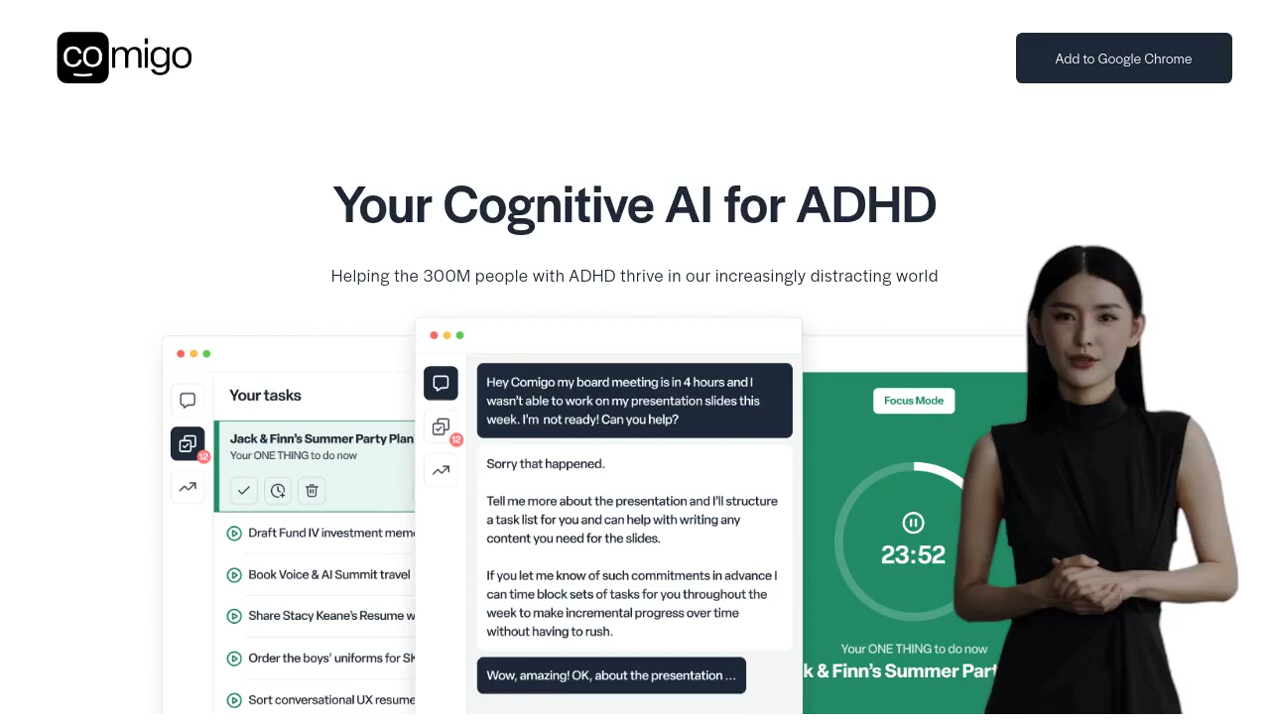 comigo
Add to Google Chrome
Your Cognitive AI for ADHD
Helping the 300M people with ADHD thrive in our increasingly distracting world
Your tasks
Jack & Finn's Summer Party Plan
Your ONE THING to do now
12
Draft Fund IV investment
Book Voice & AI Summit travel
Share Stacy Keane's Resume
Order the boys' uniforms for
Sort conversational UX resume
12
Hey Comigo my board meeting is in 4 hours and I
wasn't able to work on my presentation slides this
week. I'm not ready! Can you help?
Sorry that happened.
Tell me more about the presentation and I'll structure
a task list for you and can help with writing any
content you need for the slides.
If you let me know of such commitments in advance I
can time block sets of tasks for you throughout the
week to make incremental progress over time
without having to rush.
Wow, amazing! OK, about the presentation ...
Focus Mode
23:52
Your ONE THING to do now
& Finn's Summer